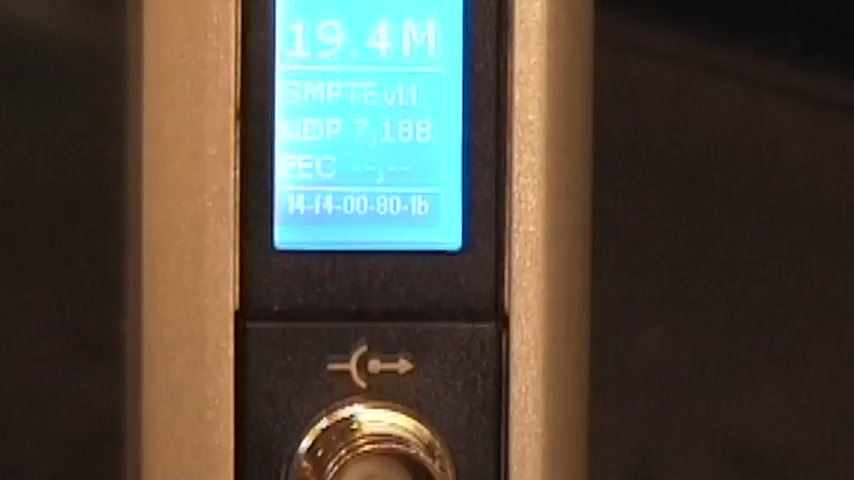 19.4M
SMPTE v1.1
UDP 7,188
FEC --,--
14-f4-00-80-1b